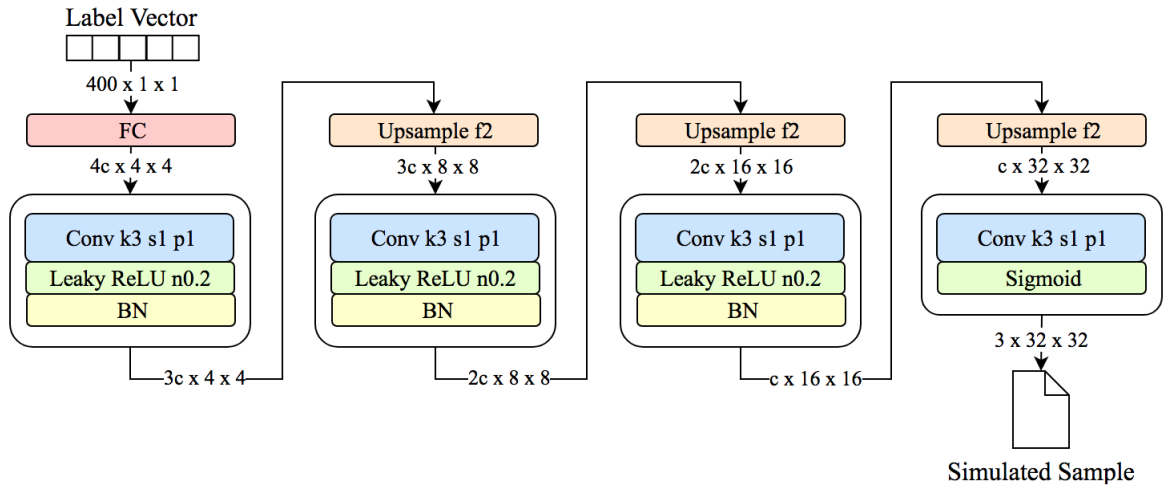 Label Vector
400 x 1 x 1
FC
4c x 4 x 4
Conv k3 s1 p1
Leaky ReLU n0.2
BN
3c x 4 x 4
Upsample f2
3c x 8 x 8
Conv k3 s1 p1
Leaky ReLU n0.2
BN
2c x 8 x 8
Upsample f2
2c x 16 x 16
Conv k3 s1 p1
Leaky ReLU n0.2
BN
c x 16 x 16
Upsample f2
c x 32 x 32
Conv k3 s1 p1
Sigmoid
3 x 32 x 32
Simulated Sample